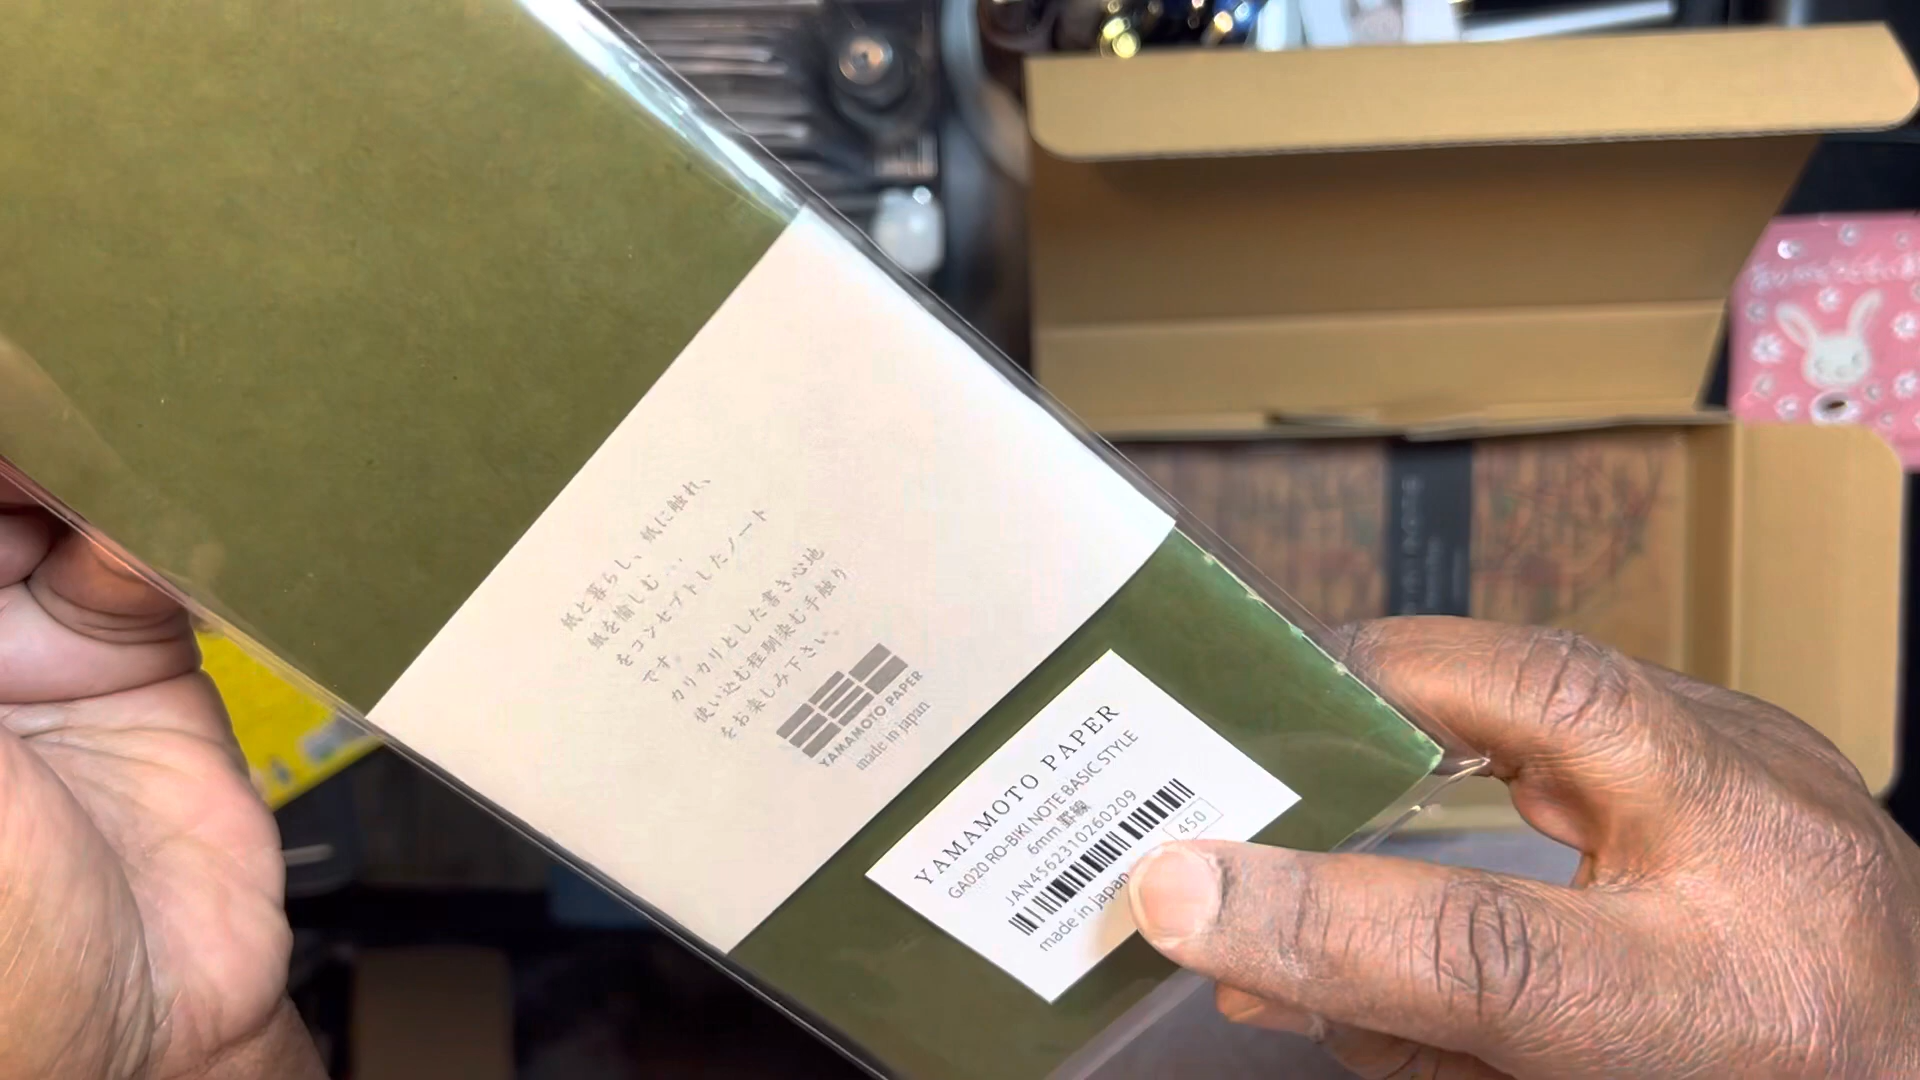 紙と暮らし、紙に触れ、
紙を愉しむ・・
をコンセプトしたノート
です。
カリカリとした書き心地
使い込む程馴染む手触り
をお楽しみ下さい。
YAMAMOTO PAPER
made in japan
YAMAMOTO PAPER
GA020 RO-BIKI NOTE BASIC STYLE
6mm 罫線
JAN4562310260209
450
made in japan